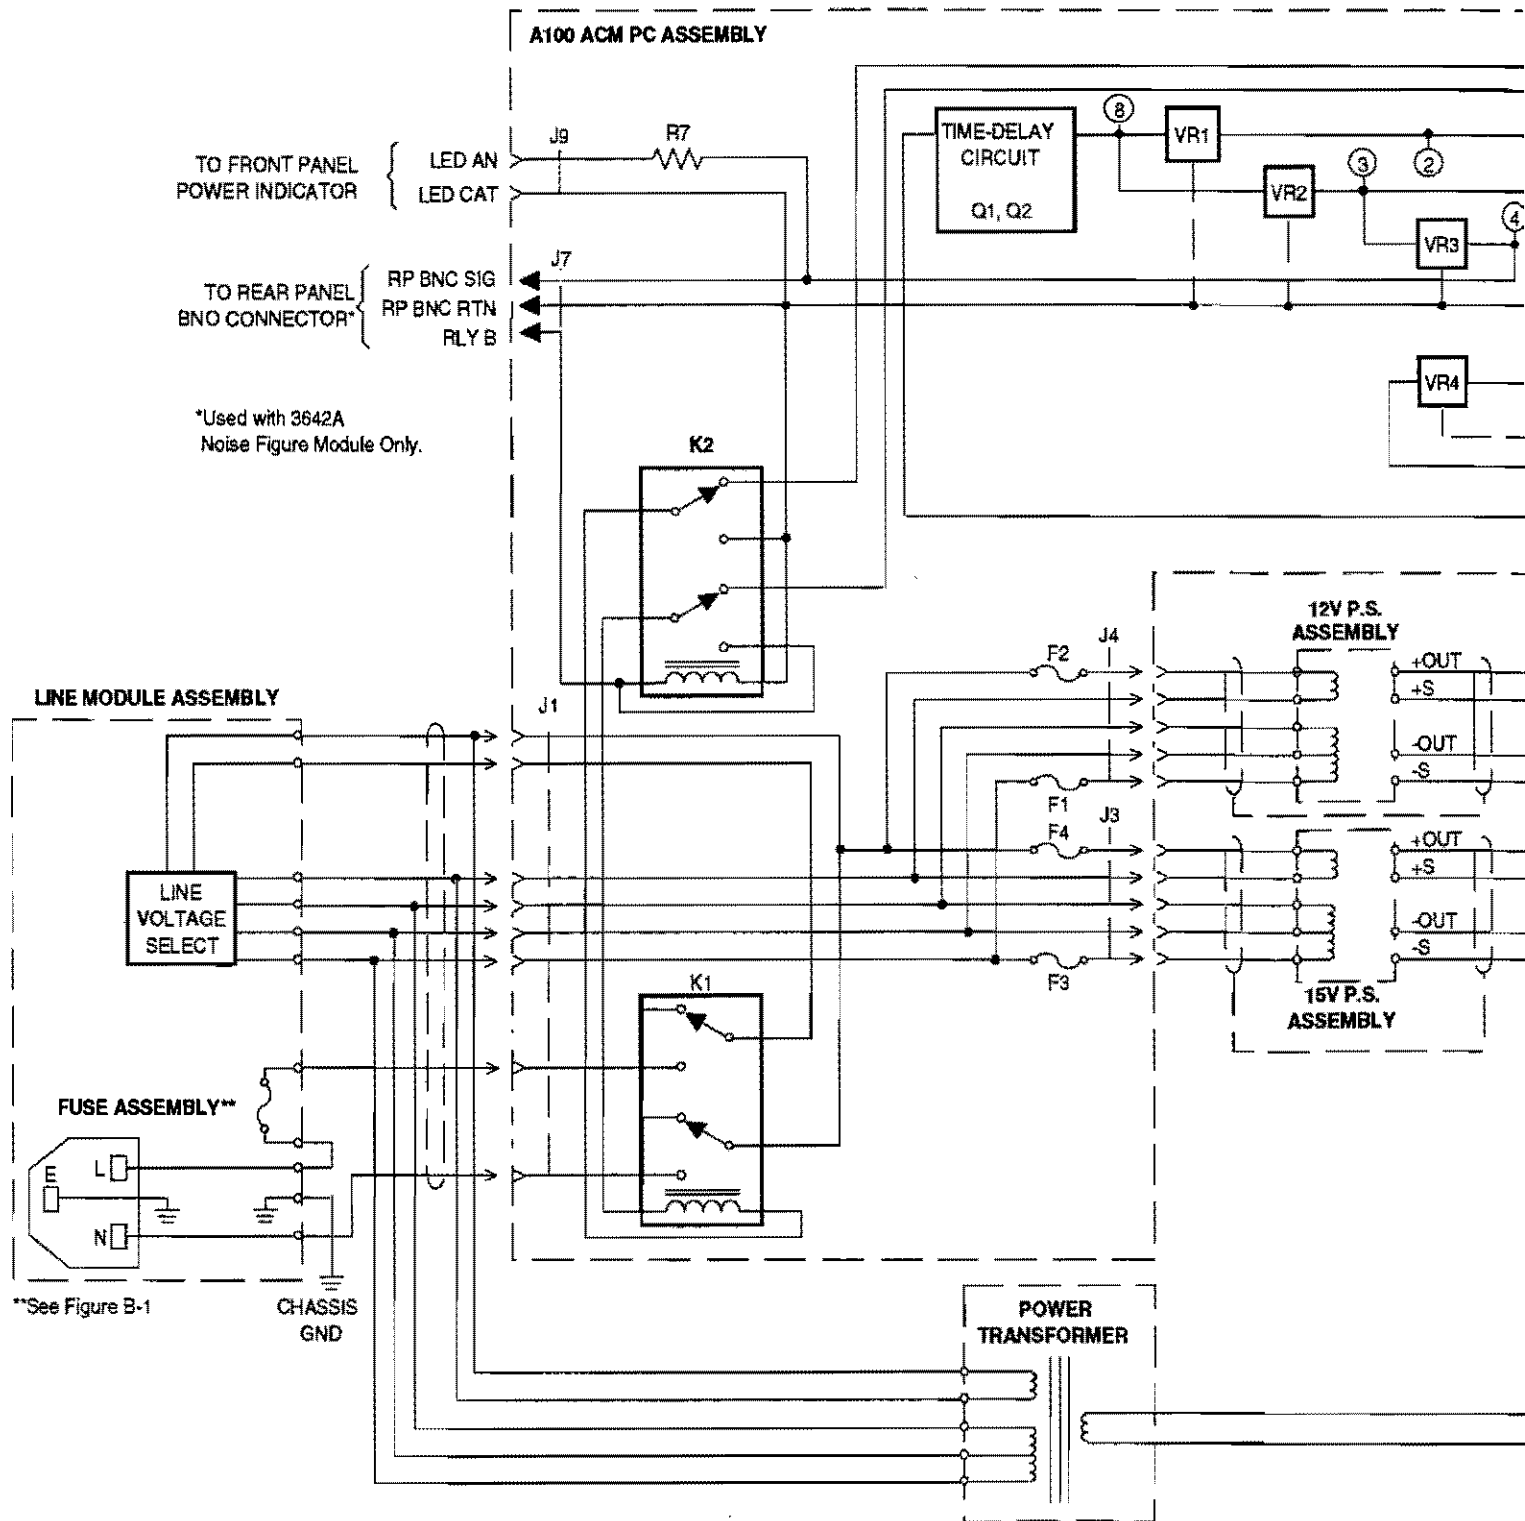 A100 ACM PC ASSEMBLY
TO FRONT PANEL
POWER INDICATOR
LED AN
LED CAT
J9
R7
TIME-DELAY
CIRCUIT
Q1, Q2
8
VR1
2
VR2
3
VR3
4
TO REAR PANEL
BNO CONNECTOR*
RP BNC SIG
RP BNC RTN
RLY B
J7
VR4
*Used with 3642A
Noise Figure Module Only.
K2
12V P.S.
ASSEMBLY
F2
J4
+OUT
+S
-OUT
-S
LINE MODULE ASSEMBLY
J1
F1
F4
J3
+OUT
+S
-OUT
-S
LINE
VOLTAGE
SELECT
F3
15V P.S.
ASSEMBLY
K1
FUSE ASSEMBLY**
L
E
N
**See Figure B-1
CHASSIS
GND
POWER
TRANSFORMER